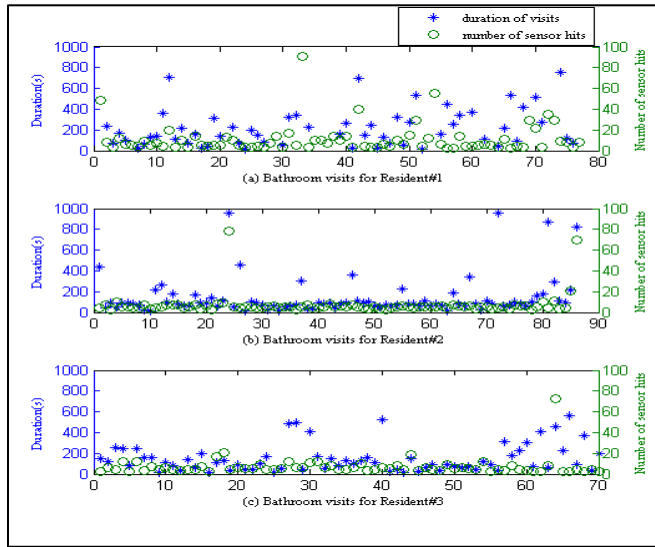 duration of visits
number of sensor hits
1000 100
800 80
600 60
400 40
200 20
0 0
Duration(s)
Number of sensor hits
0 10 20 30 40 50 60 70 80
(a) Bathroom visits for Resident#1
1000 100
800 80
600 60
400 40
200 20
0 0
Duration(s)
Number of sensor hits
0 10 20 30 40 50 60 70 80 90
(b) Bathroom visits for Resident#2
1000 100
800 80
600 60
400 40
200 20
0 0
Duration(s)
Number of sensor hits
0 10 20 30 40 50 60 70
(c) Bathroom visits for Resident#3